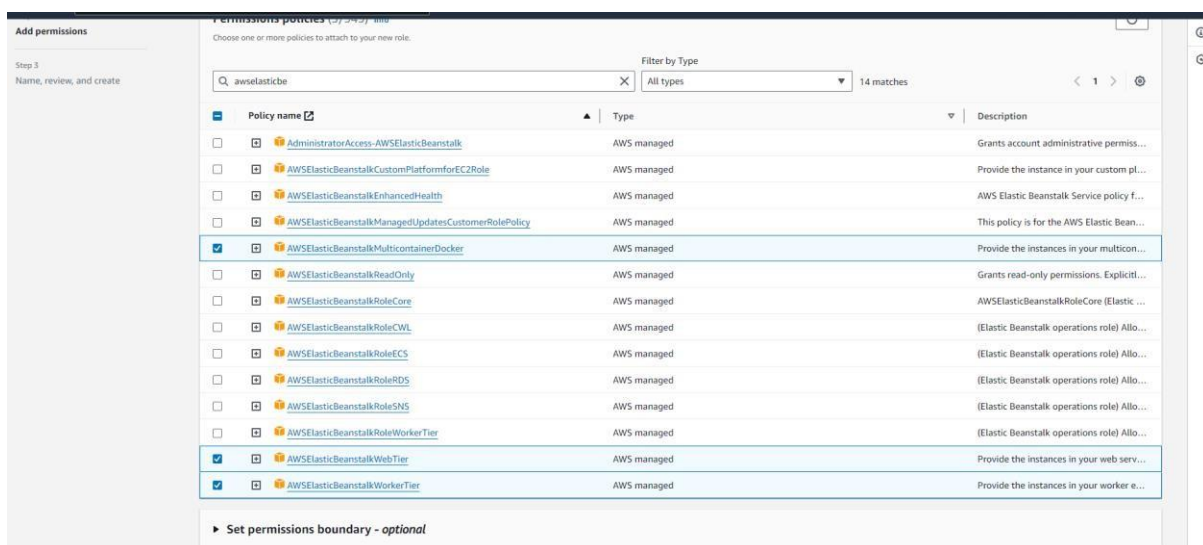 Add permissions
Step 3
Name, review, and create
Permissions policies (3/949) Info
Choose one or more policies to attach to your new role.
Filter by Type
awselasticbe
All types
14 matches
1
Policy name
Type
Description
AdministratorAccess-AWSElasticBeanstalk AWS managed Grants account administrative permiss...
AWSElasticBeanstalkCustomPlatformforEC2Role AWS managed Provide the instance in your custom pl...
AWSElasticBeanstalkEnhancedHealth AWS managed AWS Elastic Beanstalk Service policy f...
AWSElasticBeanstalkManagedUpdatesCustomerRolePolicy AWS managed This policy is for the AWS Elastic Bean...
AWSElasticBeanstalkMulticontainerDocker AWS managed Provide the instances in your multicon...
AWSElasticBeanstalkReadOnly AWS managed Grants read-only permissions. Explicitl...
AWSElasticBeanstalkRoleCore AWS managed AWSElasticBeanstalkRoleCore (Elastic ...
AWSElasticBeanstalkRoleCWL AWS managed (Elastic Beanstalk operations role) Allo...
AWSElasticBeanstalkRoleECS AWS managed (Elastic Beanstalk operations role) Allo...
AWSElasticBeanstalkRoleRDS AWS managed (Elastic Beanstalk operations role) Allo...
AWSElasticBeanstalkRoleSNS AWS managed (Elastic Beanstalk operations role) Allo...
AWSElasticBeanstalkRoleWorkerTier AWS managed (Elastic Beanstalk operations role) Allo...
AWSElasticBeanstalkWebTier AWS managed Provide the instances in your web serv...
AWSElasticBeanstalkWorkerTier AWS managed Provide the instances in your worker e...
Set permissions boundary - optional